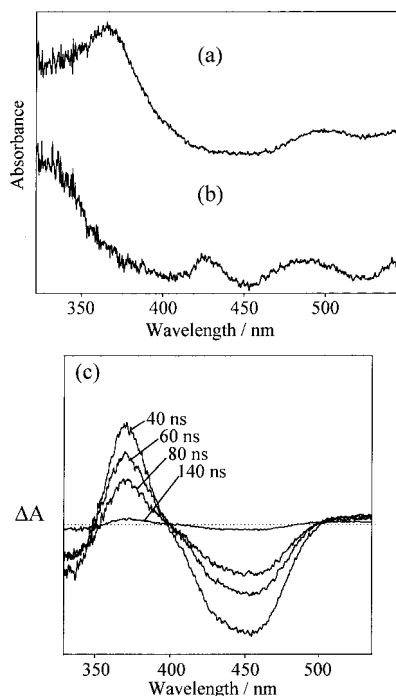 (a)
Absorbance
(b)
350 400 450 500
Wavelength / nm
(c)
40 ns
60 ns
80 ns
140 ns
ΔA
350 400 450 500
Wavelength / nm